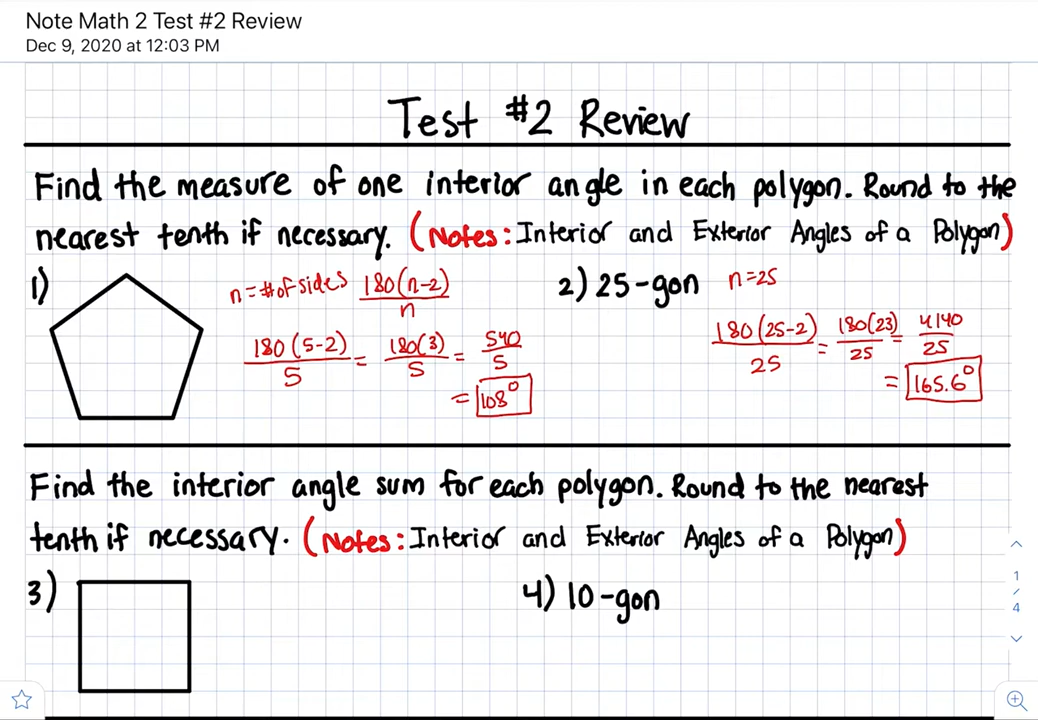 Note Math 2 Test #2 Review
Dec 9, 2020 at 12:03 PM
Test #2 Review
Find the measure of one interior angle in each polygon. Round to the
nearest tenth if necessary. (Notes: Interior and Exterior Angles of a Polygon)
1)
n = # of sides 180(n-2)/n
180(5-2)/5 = 180(3)/5 = 540/5
= 108°
2) 25-gon n=25
180(25-2)/25 = 180(23)/25 = 4140/25
= 165.6°
Find the interior angle sum for each polygon. Round to the nearest
tenth if necessary. (Notes: Interior and Exterior Angles of a Polygon)
3)
4) 10-gon
1
/
4